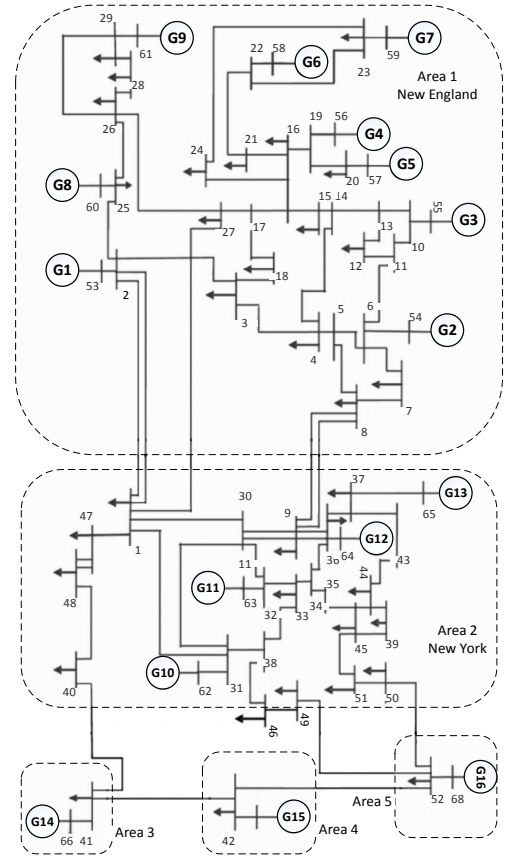 29
61
G9
28
26
22
58
G6
23
59
G7
Area 1
New England
24
21
16
19
56
G4
20
57
G5
G8
60
25
27
17
18
15
14
13
12
11
10
55
G3
G1
53
2
3
4
5
6
54
G2
7
8
47
1
30
9
37
65
G13
36
64
G12
43
48
11
G11
63
32
33
35
34
44
45
39
Area 2
New York
40
G10
62
31
38
46
49
51
50
G14
66
41
Area 3
42
G15
Area 4
Area 5
52
68
G16